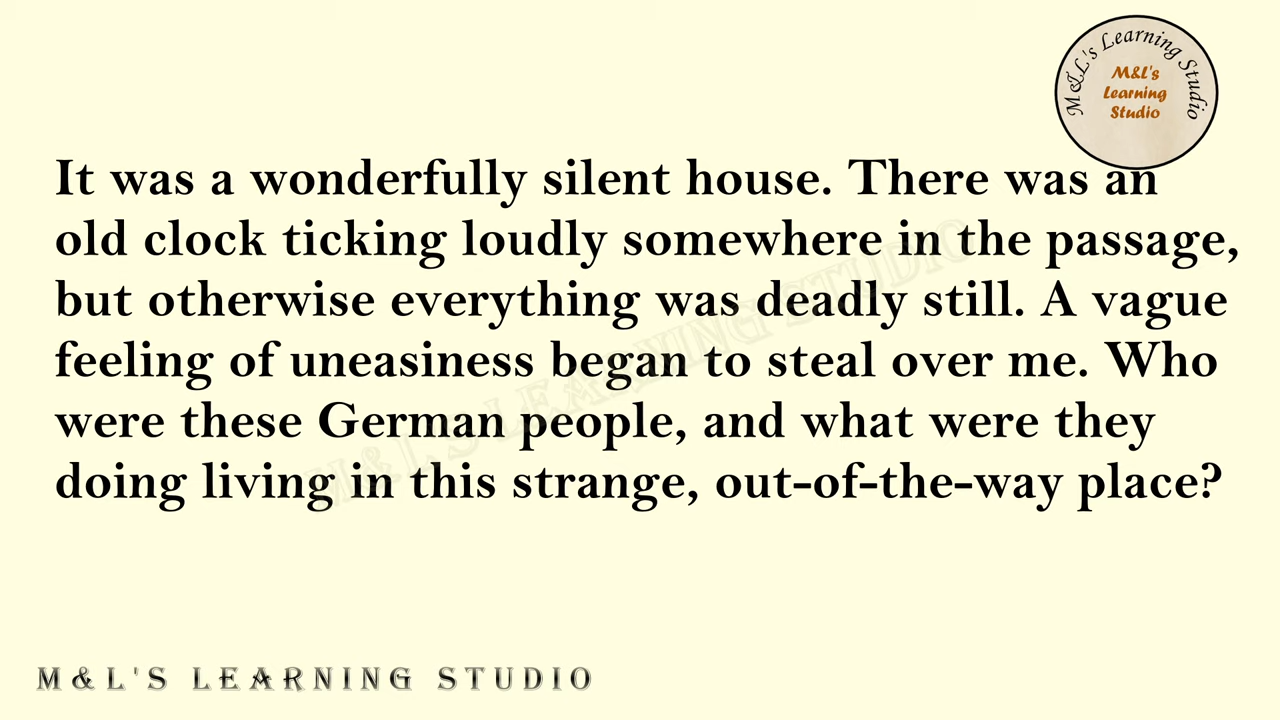 M&L's Learning Studio
M&L's
Learning
Studio
It was a wonderfully silent house. There was an
old clock ticking loudly somewhere in the passage,
but otherwise everything was deadly still. A vague
feeling of uneasiness began to steal over me. Who
were these German people, and what were they
doing living in this strange, out-of-the-way place?
M&L'S LEARNING STUDIO
M&L'S LEARNING STUDIO